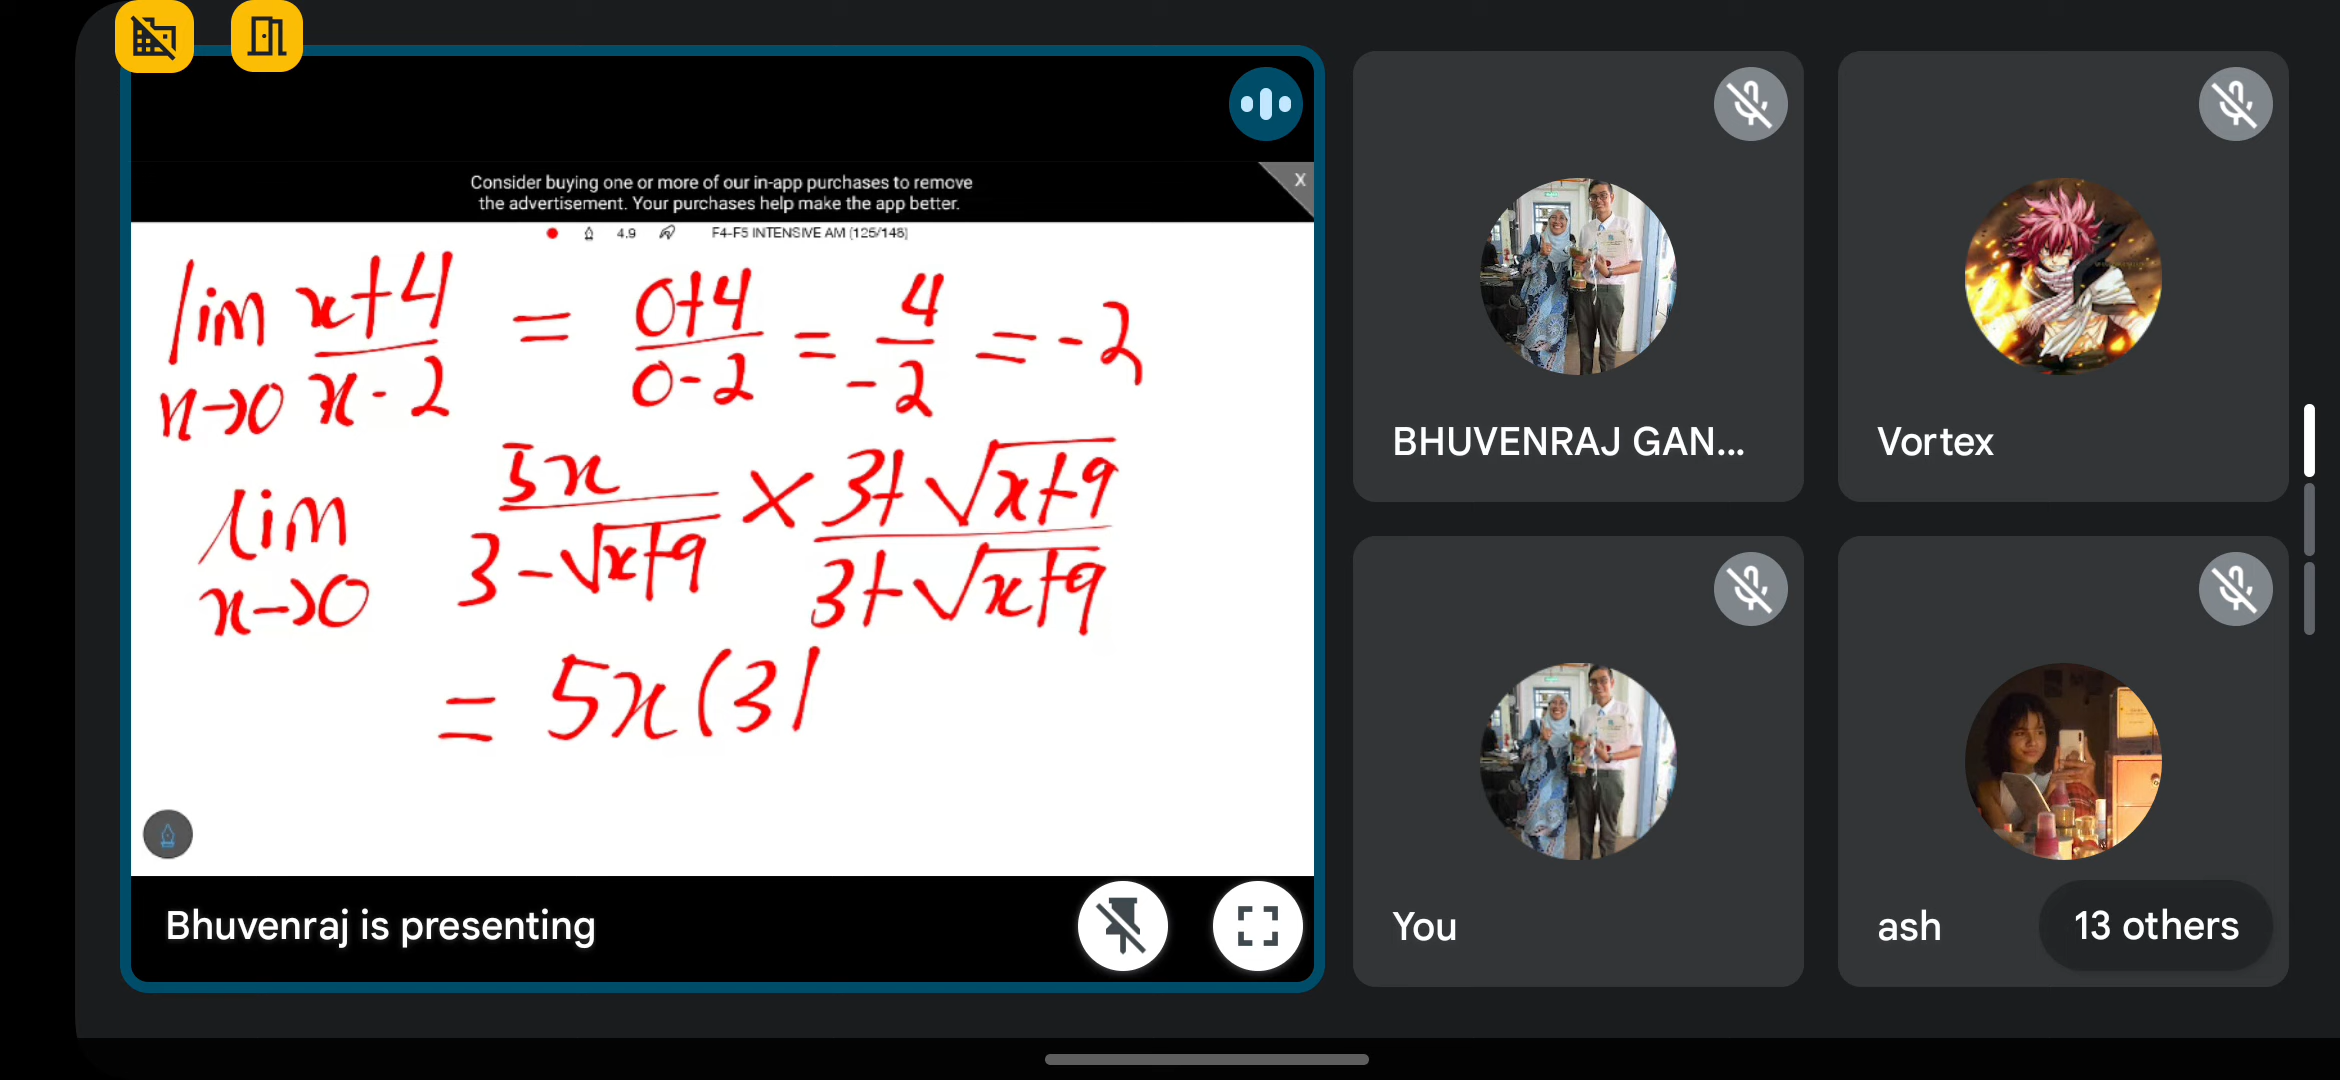 Consider buying one or more of our in-app purchases to remove
the advertisement. Your purchases help make the app better.
X
4.9 F4-F5 INTENSIVE AM (125/148)
lim x→0 (x+4)/(x-2) = (0+4)/(0-2) = 4/-2 = -2
lim x→0 5x/(3-√(x+9)) × (3+√(x+9))/(3+√(x+9))
= 5x(3
Bhuvenraj is presenting
BHUVENRAJ GAN...
Vortex
You
ash
13 others